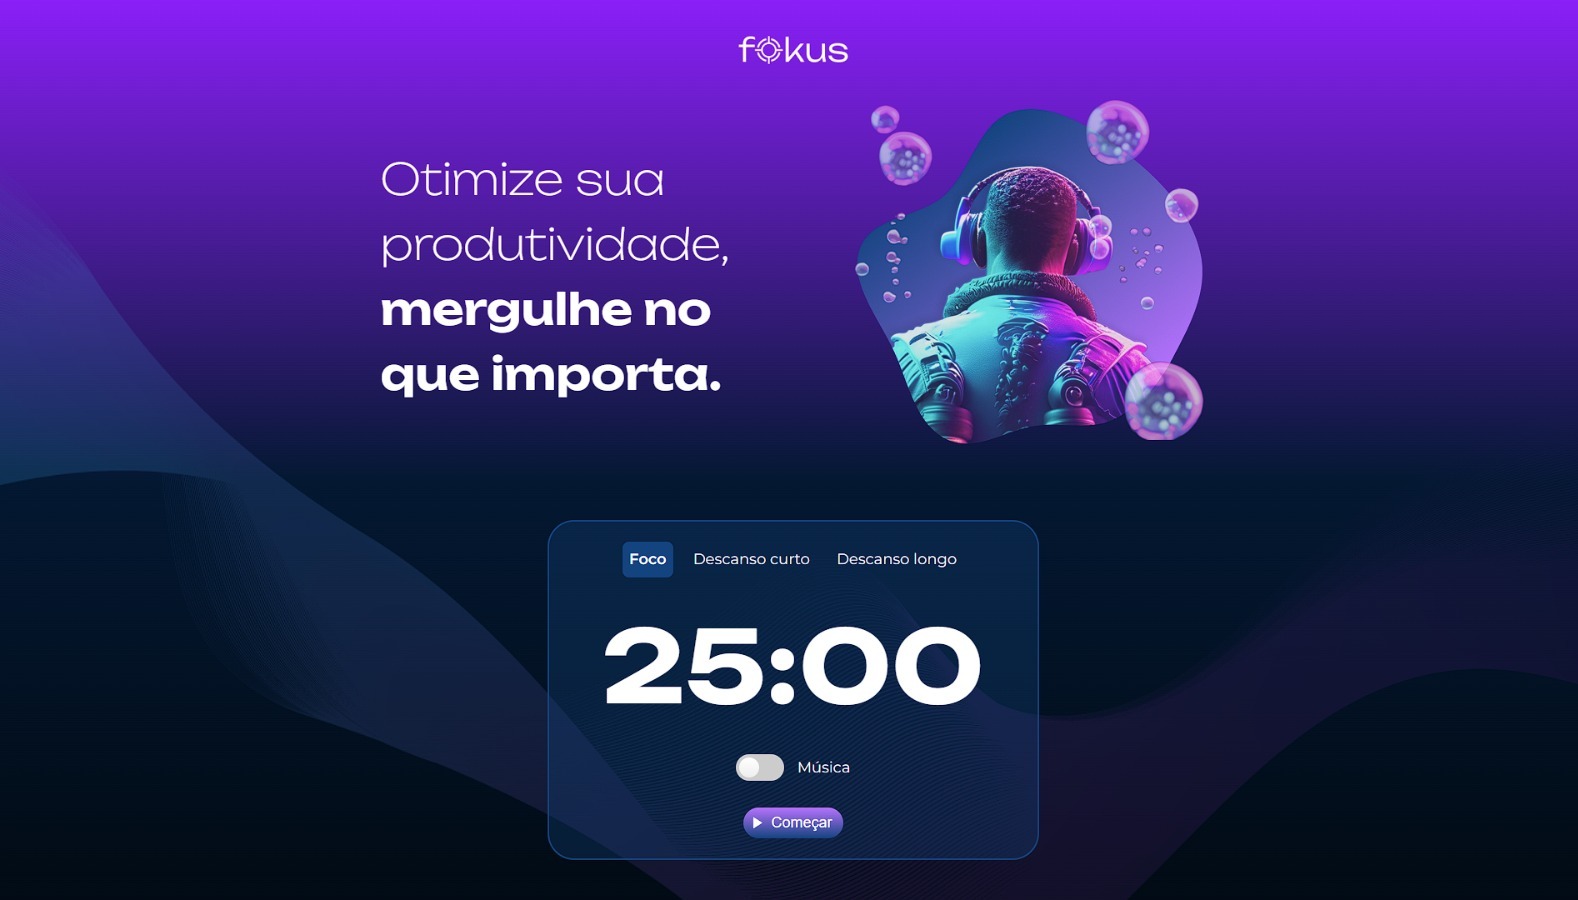 fokus
Otimize sua
produtividade,
mergulhe no
que importa.
Foco Descanso curto Descanso longo
25:00
Música
Começar